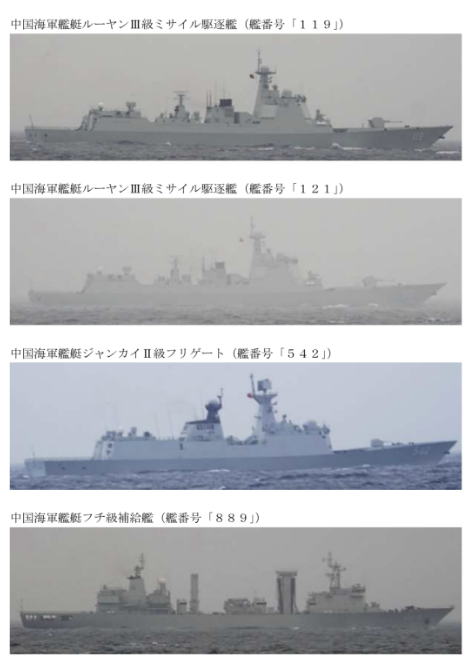 中国海軍艦艇ルーヤンⅢ級ミサイル駆逐艦（艦番号「１１９」）
中国海軍艦艇ルーヤンⅢ級ミサイル駆逐艦（艦番号「１２１」）
中国海軍艦艇ジャンカイⅡ級フリゲート（艦番号「５４２」）
中国海軍艦艇フチ級補給艦（艦番号「８８９」）